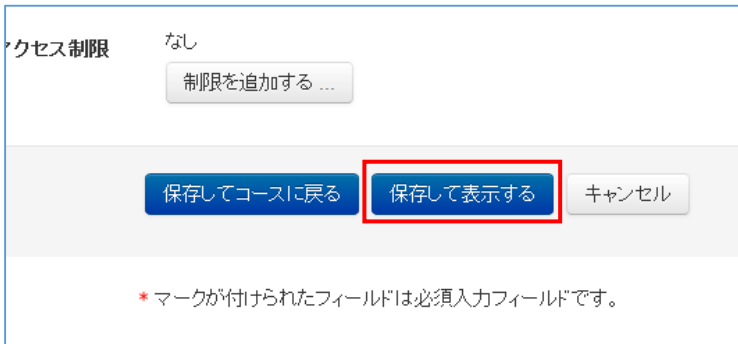 アクセス制限 なし
制限を追加する ...
保存してコースに戻る 保存して表示する キャンセル
* マークが付けられたフィールドは必須入力フィールドです。